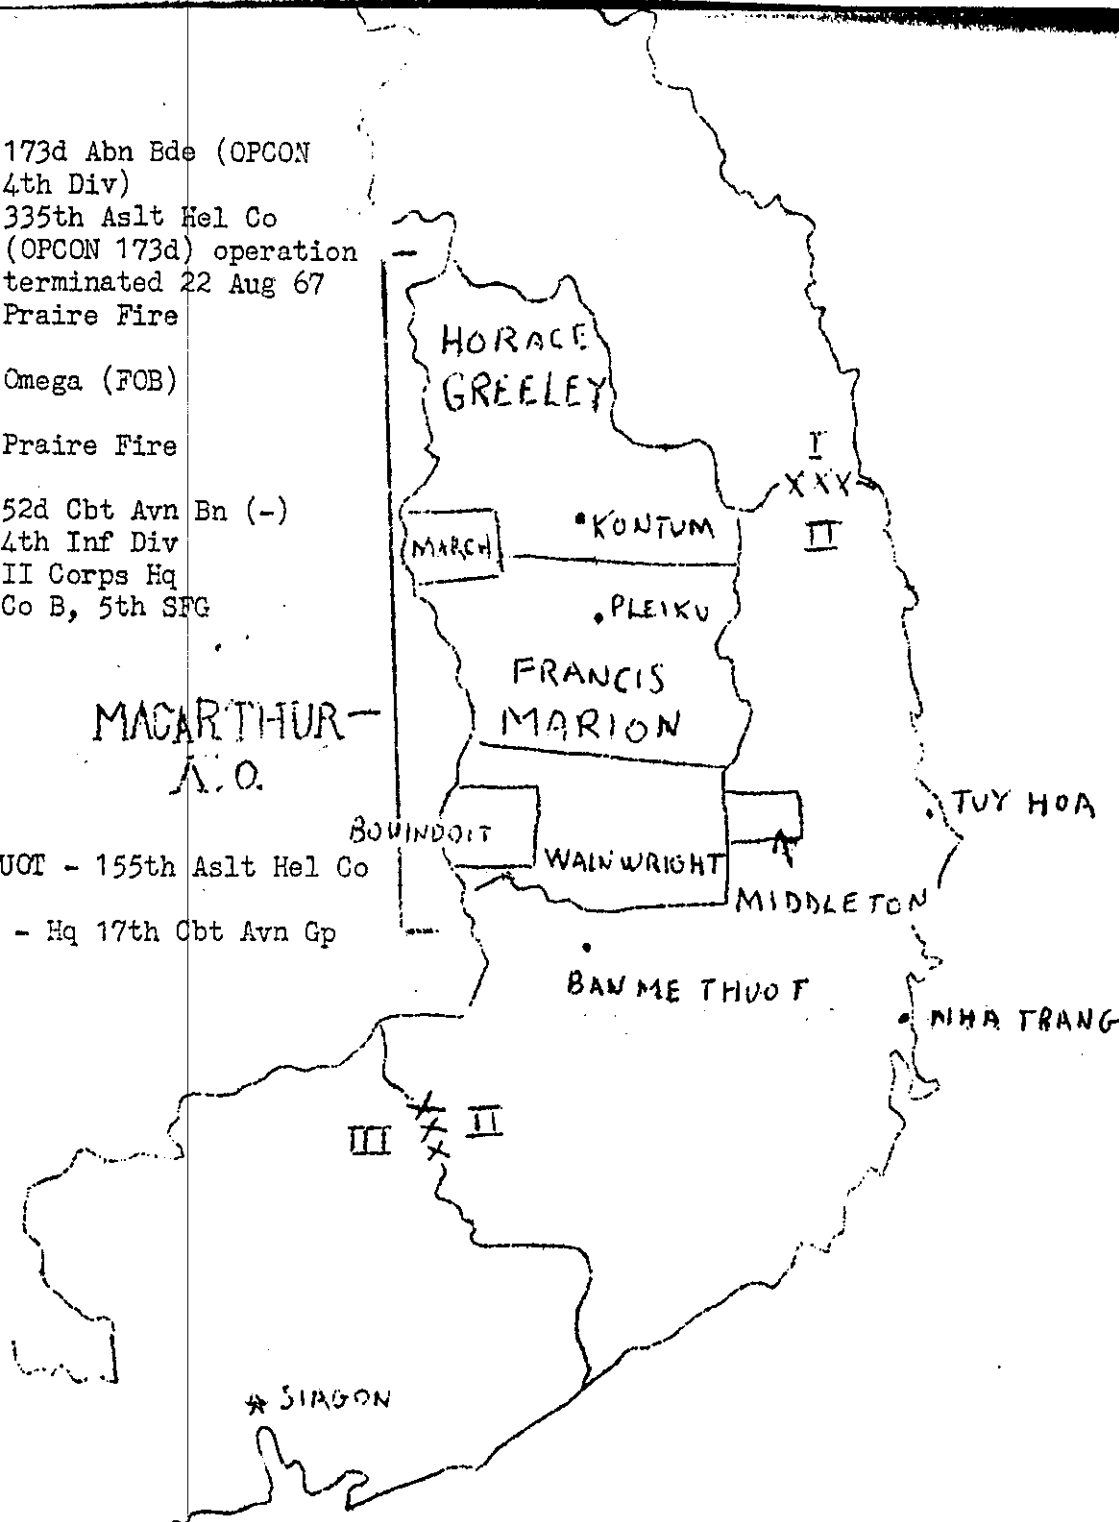 173d Abn Bde (OPCON
4th Div)
335th Aslt Hel Co
(OPCON 173d) operation
terminated 22 Aug 67
Praire Fire
Omega (FOB)
Praire Fire
52d Cbt Avn Bn (-)
4th Inf Div
II Corps Hq
Co B, 5th SFG
HORACE
GREELEY
I
XXX
II
KONTUM
MARCH
PLEIKU
FRANCIS
MARION
MACARTHUR
A.O.
TUY HOA
BOUINDOIT
WAINWRIGHT
UOT - 155th Aslt Hel Co
MIDDLETON
- Hq 17th Cbt Avn Gp
BAN ME THUOT
NHA TRANG
III XXX II
SIAGON